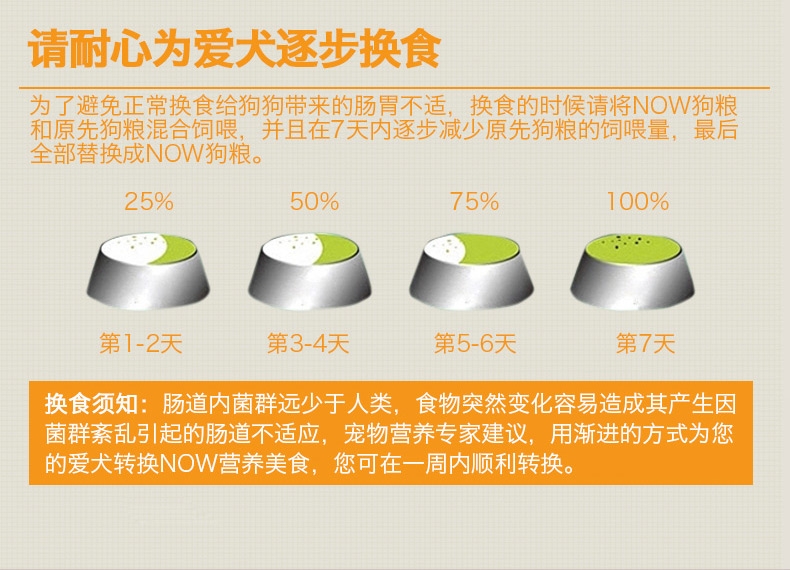 请耐心为爱犬逐步换食
为了避免正常换食给狗狗带来的肠胃不适，换食的时候请将NOW狗粮
和原先狗粮混合饲喂，并且在7天内逐步减少原先狗粮的饲喂量，最后
全部替换成NOW狗粮。
25% 50% 75% 100%
第1-2天 第3-4天 第5-6天 第7天
换食须知：肠道内菌群远少于人类，食物突然变化容易造成其产生因
菌群紊乱引起的肠道不适应，宠物营养专家建议，用渐进的方式为您
的爱犬转换NOW营养美食，您可在一周内顺利转换。